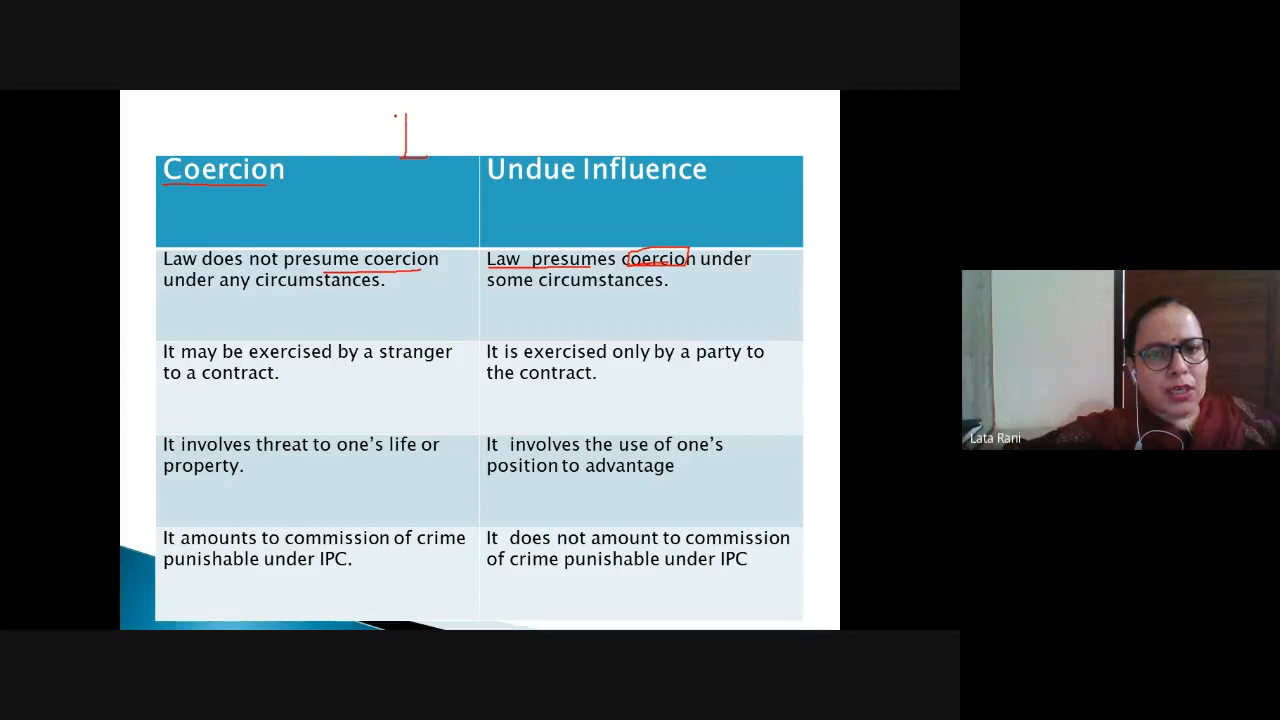 Coercion
Undue Influence
Law does not presume coercion
under any circumstances.
Law presumes coercion under
some circumstances.
It may be exercised by a stranger
to a contract.
It is exercised only by a party to
the contract.
It involves threat to one’s life or
property.
It involves the use of one’s
position to advantage
It amounts to commission of crime
punishable under IPC.
It does not amount to commission
of crime punishable under IPC
Lata Rani